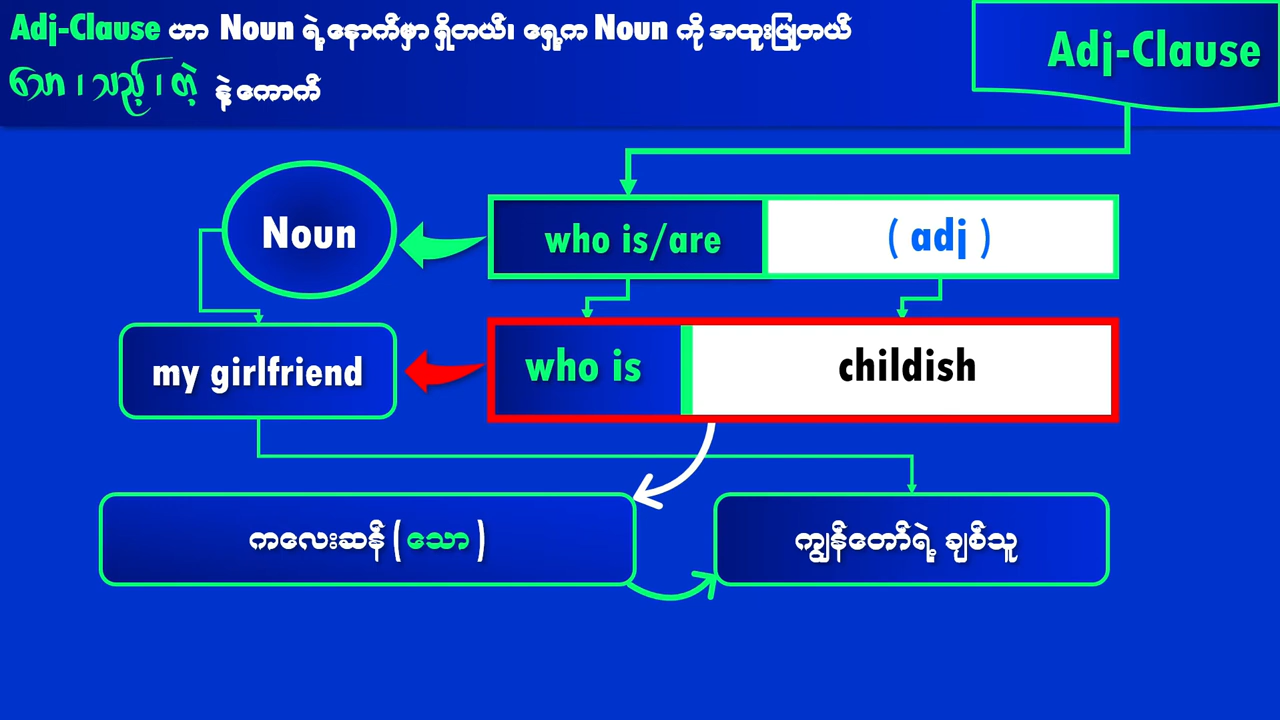 Adj-Clause ဟာ Noun ရဲ့ နောက်မှာ ရှိတယ်၊ ရှေ့က Noun ကို အထူးပြုတယ်
သော ၊ သည့် ၊ တဲ့ နဲ့ ကောက်
Adj-Clause
Noun
who is/are
( adj )
my girlfriend
who is
childish
ကလေးဆန် ( သော )
ကျွန်တော်ရဲ့ ချစ်သူ